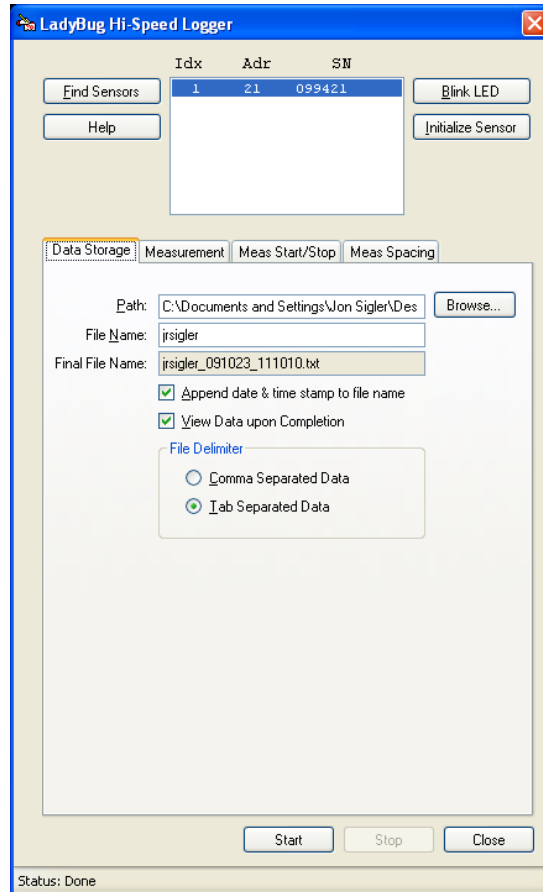 LadyBug Hi-Speed Logger
Idx Adr SN
Find Sensors 1 21 099421 Blink LED
Help Initialize Sensor
Data Storage Measurement Meas Start/Stop Meas Spacing
Path: C:\Documents and Settings\Jon Sigler\Des Browse...
File Name: jrsigler
Final File Name: jrsigler_091023_111010.txt
Append date & time stamp to file name
View Data upon Completion
File Delimiter
Comma Separated Data
Tab Separated Data
Start Stop Close
Status: Done